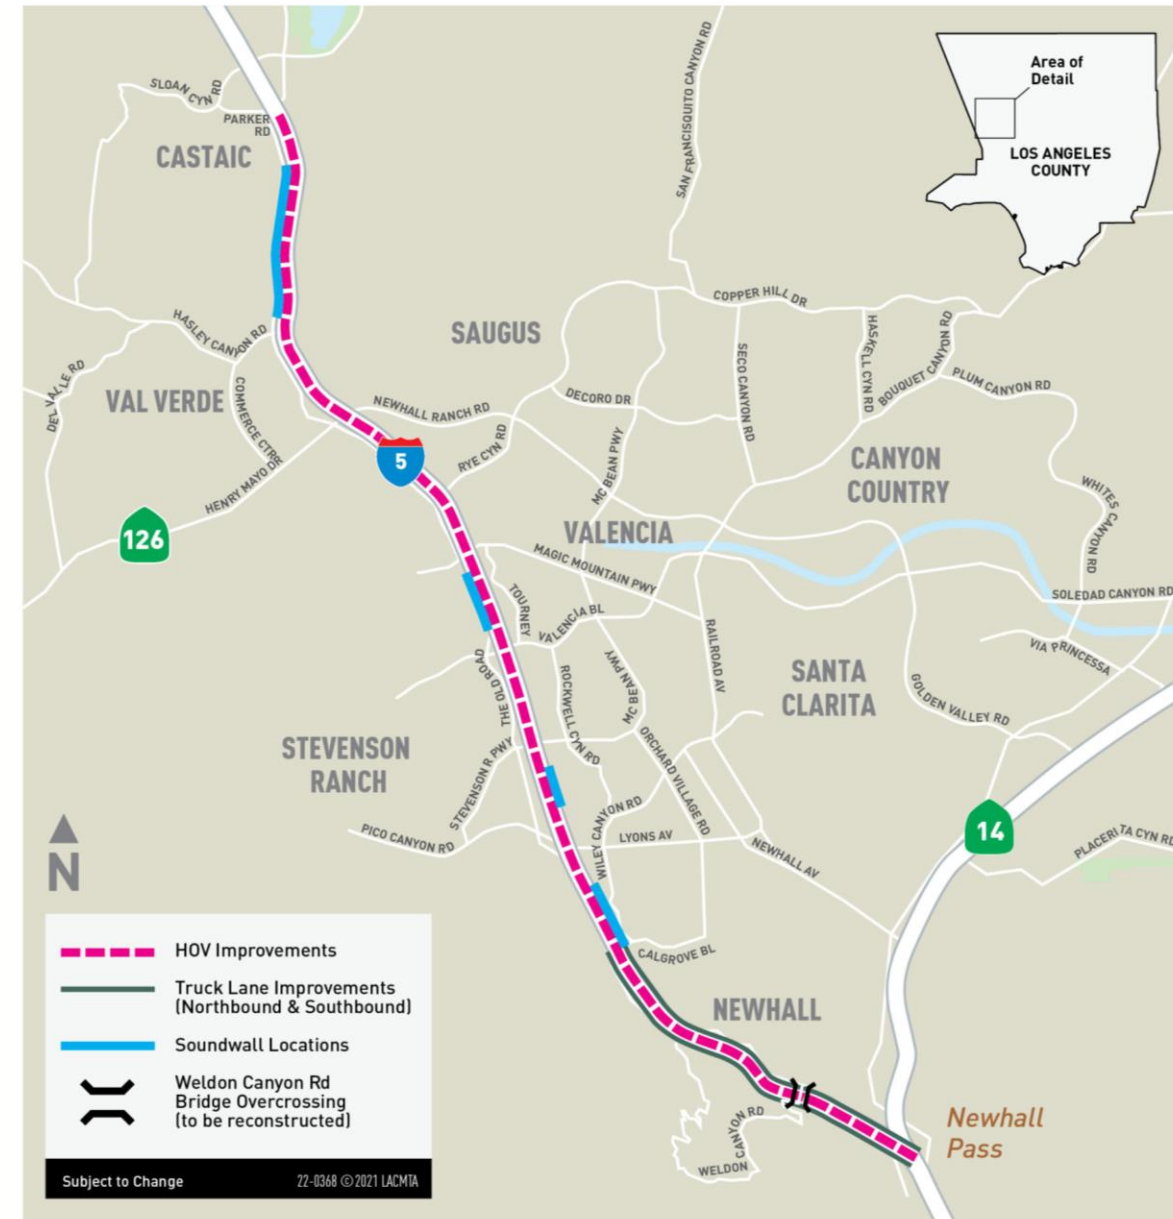 SLOAN CYN RD
PARKER
RD
CASTAIC
SAN FRANCISQUITO CANYON RD
Area of
Detail
LOS ANGELES
COUNTY
COPPER HILL DR
HASLEY CANYON RD
SAUGUS
SECO CANYON RD
HASKELL CYN RD
BOUQUET CANYON RD
PLUM CANYON RD
DEL VALLE RD
VAL VERDE
COMMERCE CTR
NEWHALL RANCH RD
DECORO DR
HENRY MAYO DR
5
RYE CYN RD
MC BEAN PWY
CANYON
COUNTRY
WHITES CANYON RD
126
VALENCIA
MAGIC MOUNTAIN PWY
TOURNEY
VALENCIA BL
SOLEDAD CANYON RD
VIA PRINCESSA
THE OLD ROAD
ROCKWELL CYN RD
MC BEAN PWY
RAILROAD AV
SANTA
CLARITA
GOLDEN VALLEY RD
STEVENSON
RANCH
STEVENSON R PWY
ORCHARD VILLAGE RD
PICO CANYON RD
WILEY CANYON RD
LYONS AV
NEWHALL AV
14
PLACERITA CYN RD
N
CALGROVE BL
NEWHALL
WELDON CANYON RD
Newhall
Pass
HOV Improvements
Truck Lane Improvements
(Northbound & Southbound)
Soundwall Locations
Weldon Canyon Rd
Bridge Overcrossing
(to be reconstructed)
Subject to Change
22-0368 © 2021 LACMTA